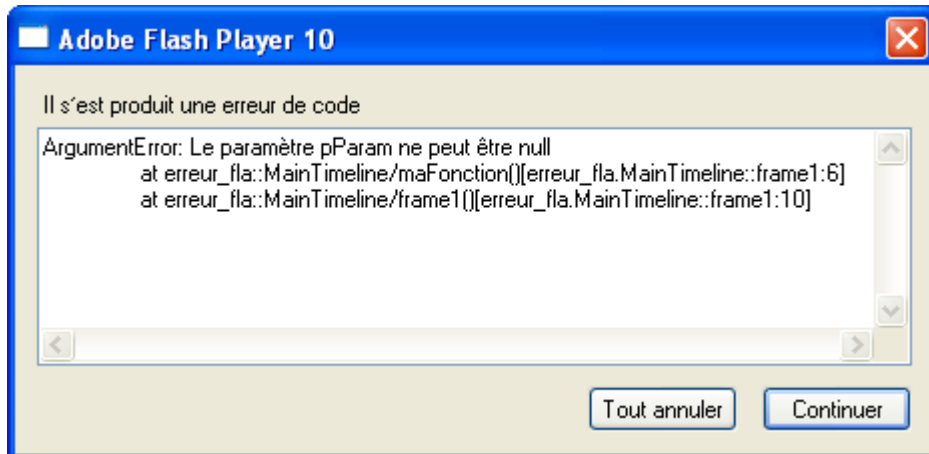 Adobe Flash Player 10
Il s´est produit une erreur de code
ArgumentError: Le paramètre pParam ne peut être null
at erreur_fla::MainTimeline/maFonction()[erreur_fla.MainTimeline::frame1:6]
at erreur_fla::MainTimeline/frame1()[erreur_fla.MainTimeline::frame1:10]
Tout annuler
Continuer